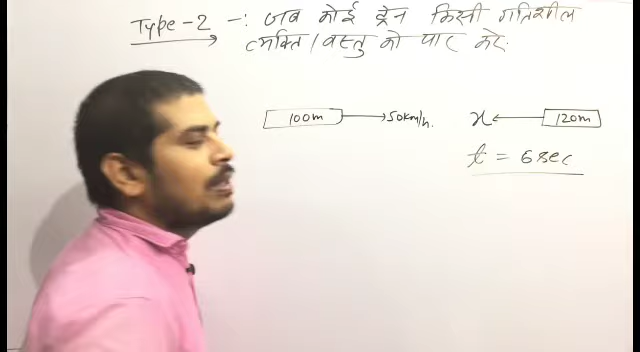 Type-2 -: जब कोई ट्रेन किसी गतिशील
व्यक्ति/वस्तु को पार करे.
100m 50km/h. x 120m
t = 6 sec